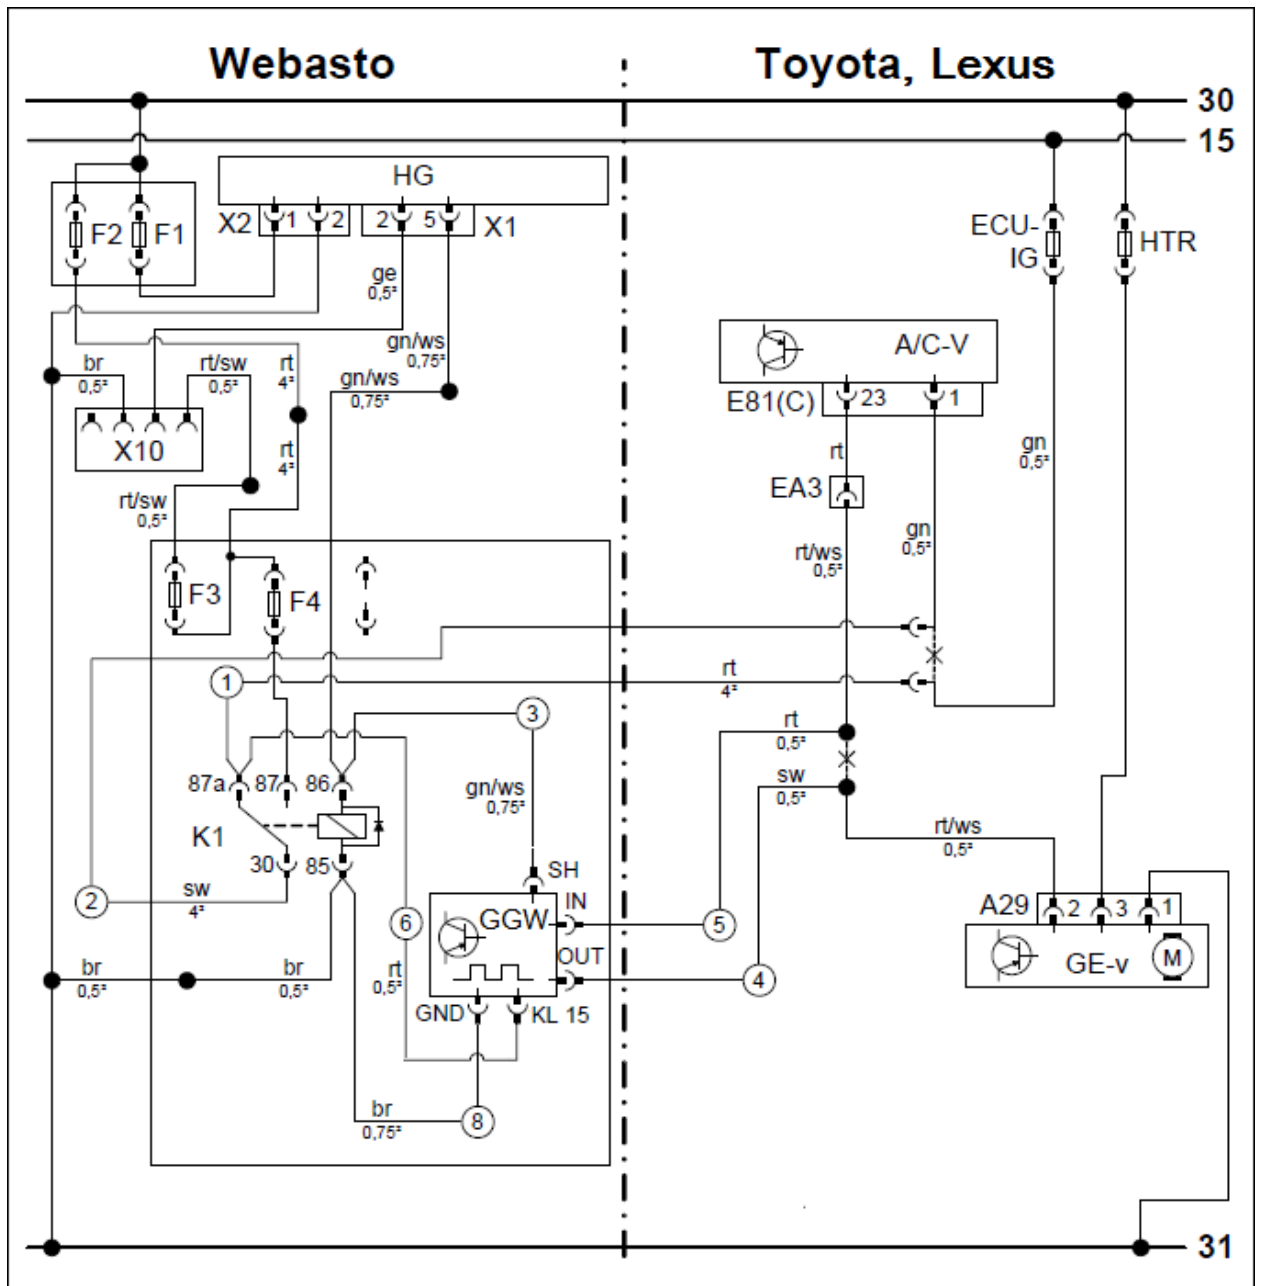 Webasto
Toyota, Lexus
30
15
HG
X2 1 2 2 5 X1
F2 F1
ECU-
IG
HTR
ge
0,5²
gn/ws
0,75²
A/C-V
E81(C) 23 1
br
0,5²
rt/sw
0,5²
rt
4²
gn/ws
0,75²
X10
rt
4²
rt
gn
0,5²
EA3
rt/sw
0,5²
rt/ws
0,5²
gn
0,5²
F3 F4
1
rt
4²
3
rt
0,5²
87a 87 86
gn/ws
0,75²
sw
0,5²
K1
rt/ws
0,5²
30 85
SH
2
sw
4²
IN
A29 2 3 1
6
GGW
5
OUT
GE-v M
br
0,5²
br
0,5²
rt
0,5²
4
GND KL 15
br
0,75²
8
31